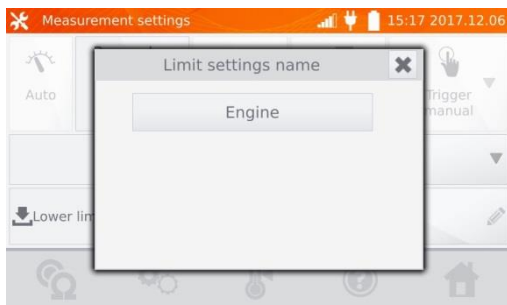 Measurement settings
15:17 2017.12.06
Limit settings name
Auto
Trigger
manual
Engine
Lower lim